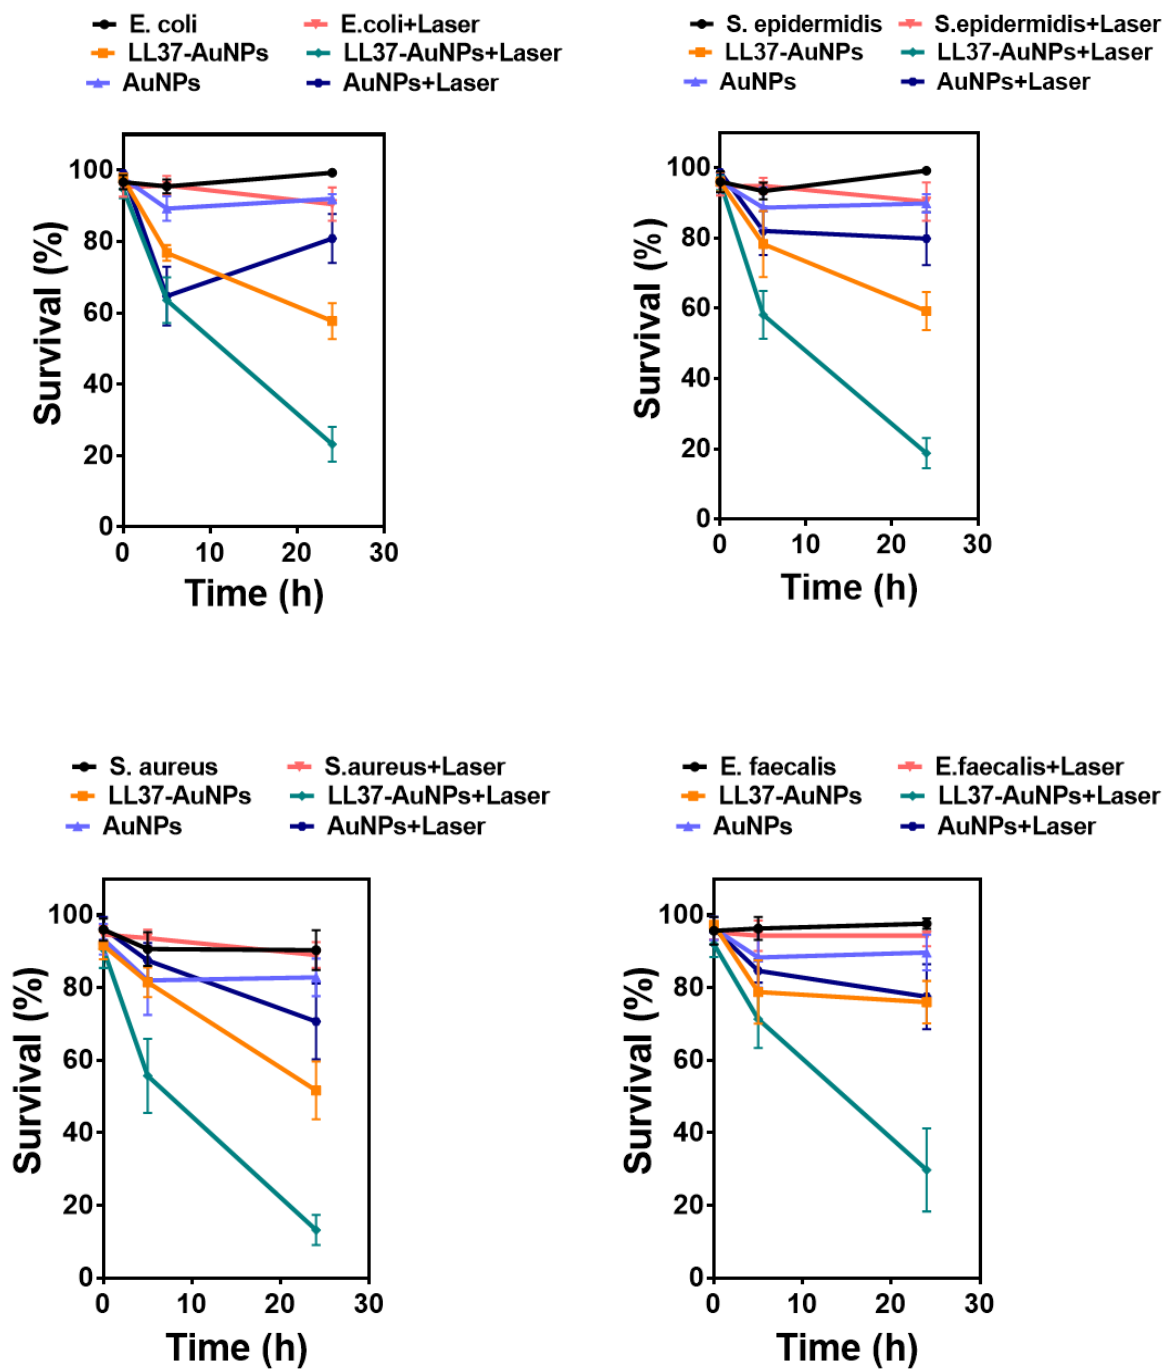 E. coli E.coli+Laser
LL37-AuNPs LL37-AuNPs+Laser
AuNPs AuNPs+Laser
100
80
60
40
20
0
Survival (%)
0 10 20 30
Time (h)
S. epidermidis S.epidermidis+Laser
LL37-AuNPs LL37-AuNPs+Laser
AuNPs AuNPs+Laser
100
80
60
40
20
0
Survival (%)
0 10 20 30
Time (h)
S. aureus S.aureus+Laser
LL37-AuNPs LL37-AuNPs+Laser
AuNPs AuNPs+Laser
100
80
60
40
20
0
Survival (%)
0 10 20 30
Time (h)
E. faecalis E.faecalis+Laser
LL37-AuNPs LL37-AuNPs+Laser
AuNPs AuNPs+Laser
100
80
60
40
20
0
Survival (%)
0 10 20 30
Time (h)